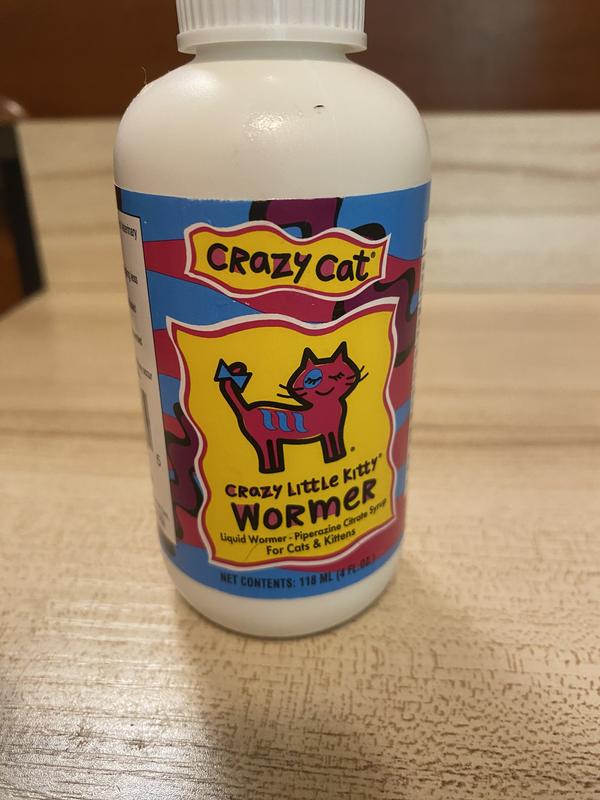 CRAZY Cat®
CRAZY LITTLE KITTY®
WORMER
Liquid Wormer - Piperazine Citrate Syrup
For Cats & Kittens
NET CONTENTS: 118 ML (4 FL. OZ.)